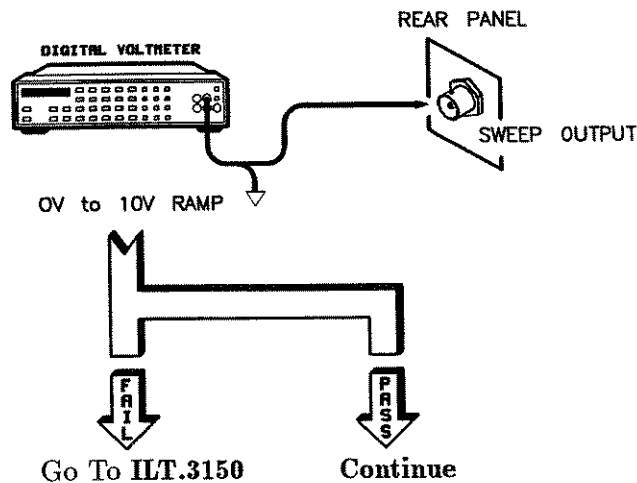 REAR PANEL
DIGITAL VOLTMETER
SWEEP OUTPUT
0V to 10V RAMP
FAIL
PASS
Go To ILT.3150
Continue